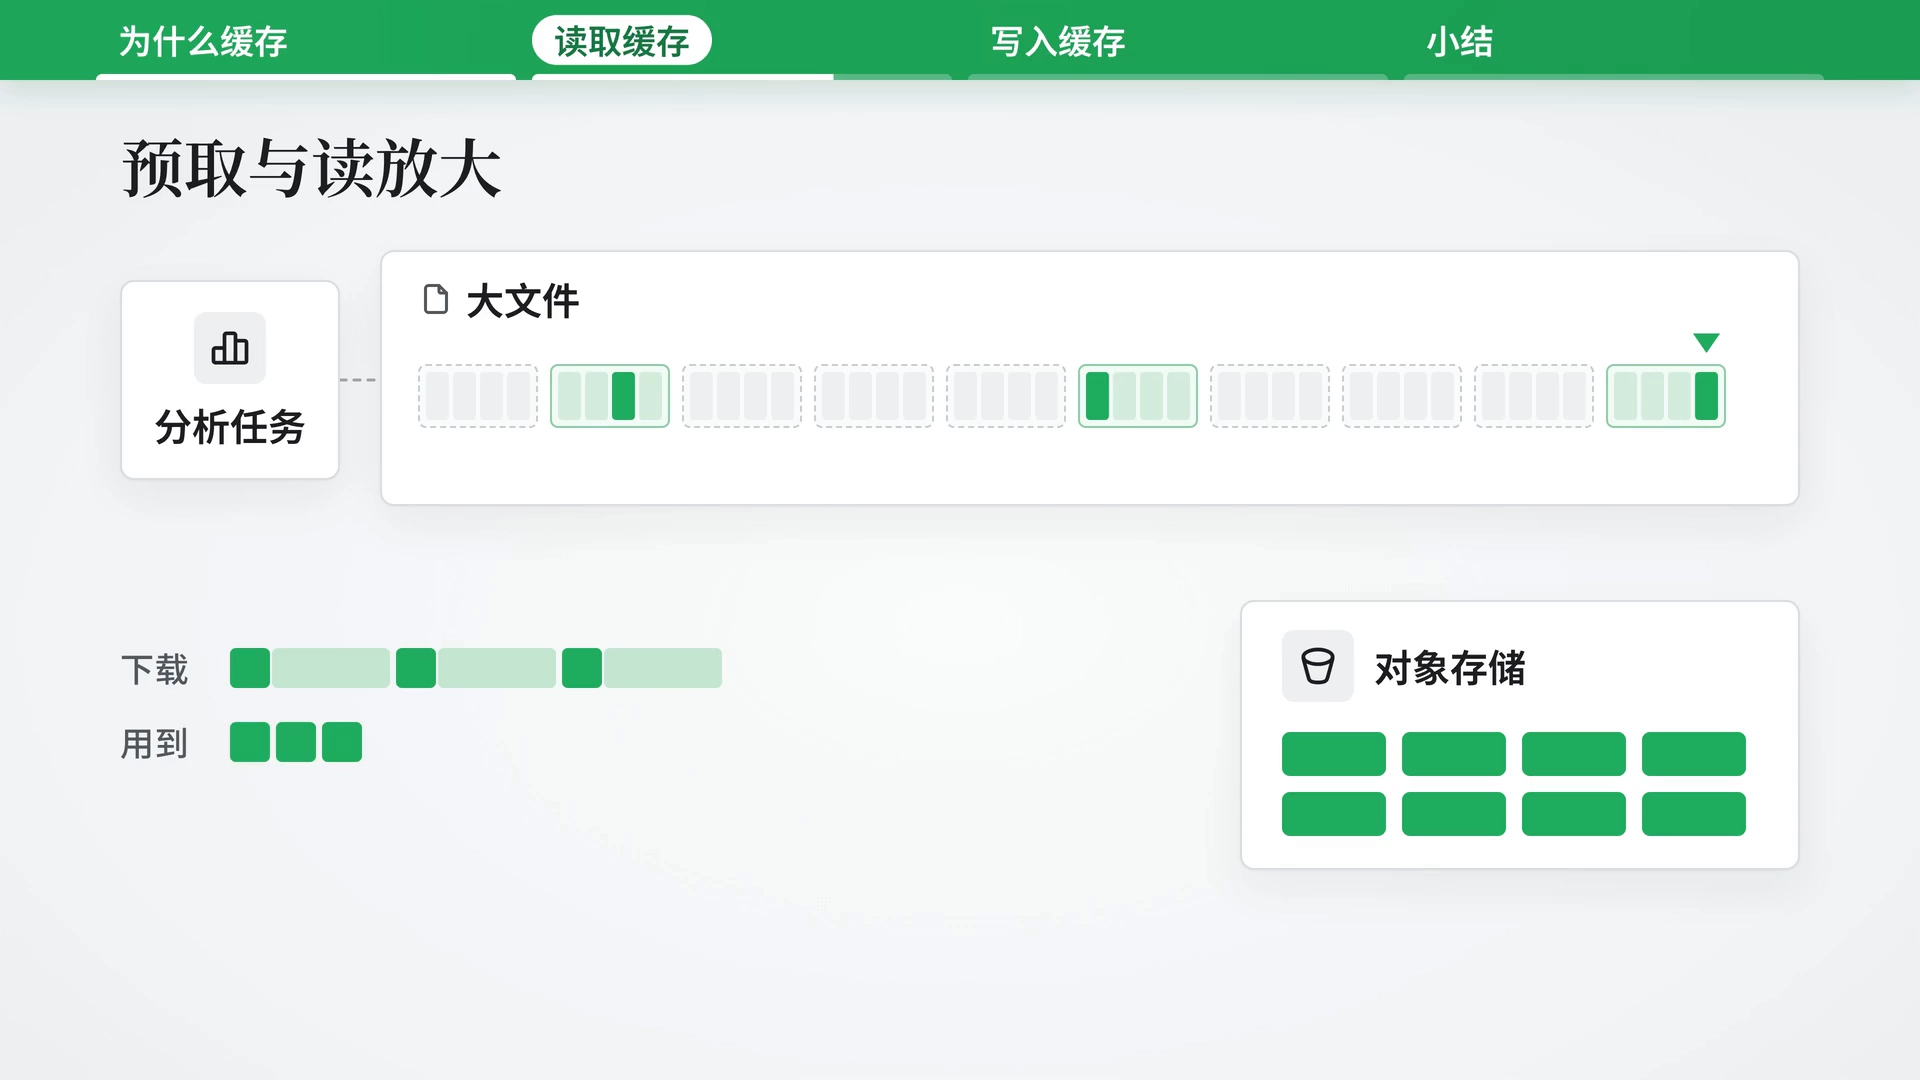 为什么缓存
读取缓存
写入缓存
小结
预取与读放大
大文件
分析任务
下载
用到
对象存储